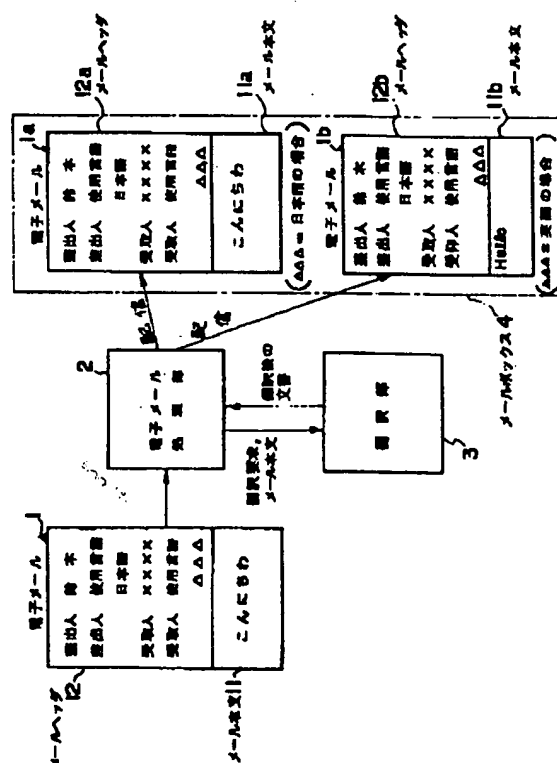 電子メール
1
差出人 鈴木
差出人 使用言語
日本語
受取人 ××××
受取人 使用言語
△△△
こんにちわ
メールヘッダ
12
メール本文11
2
電子メール
処理部
翻訳要求,
メール本文
翻訳後の
文書
翻訳部
3
配信
配信
電子メール
1a
差出人 鈴木
差出人 使用言語
日本語
受取人 ××××
受取人 使用言語
△△△
こんにちわ
12a
メールヘッダ
11a
メール本文
(△△△=日本語の場合)
電子メール
1b
差出人 鈴木
差出人 使用言語
日本語
受取人 ××××
受取人 使用言語
△△△
Hello
12b
メールヘッダ
11b
メール本文
(△△△=英語の場合)
メールボックス4